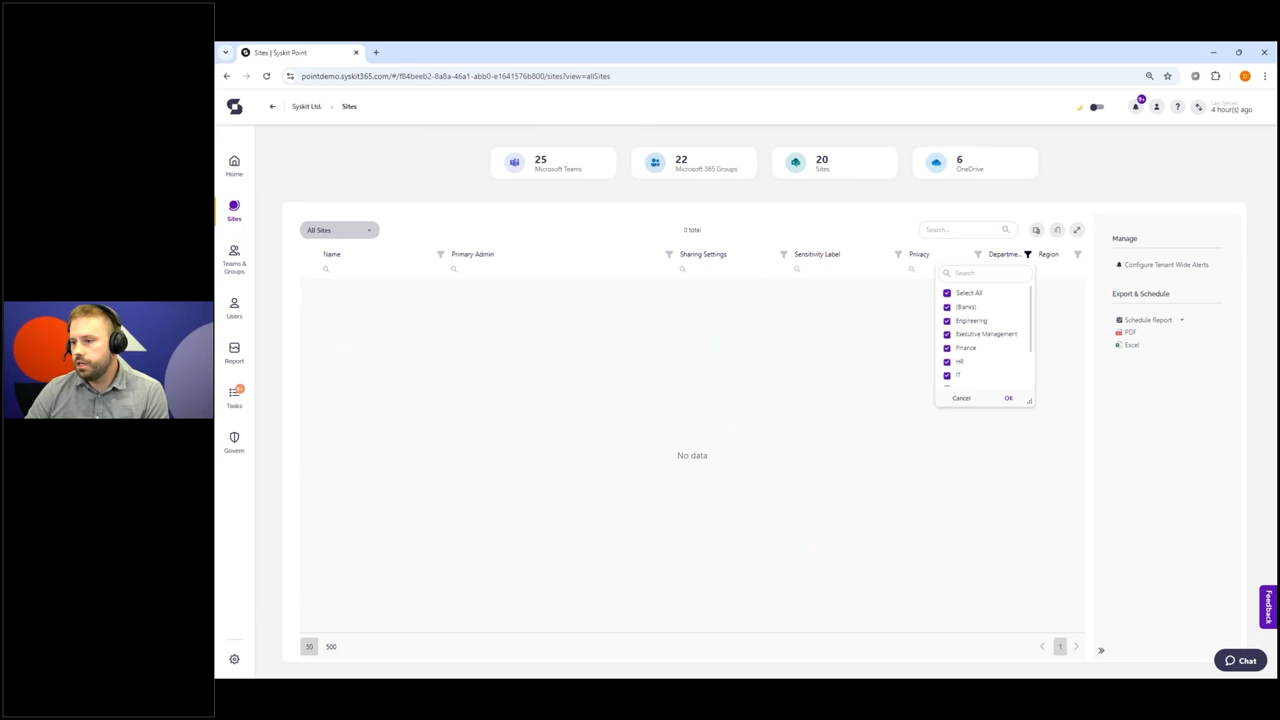 Sites | Syskit Point
pointdemo.syskit365.com/#/f84beeb2-8a8a-46a1-abb0-e1641576b800/sites?view=allSites
Syskit Ltd. › Sites
9+
?
Last Synced:
4 hour(s) ago
Home
Sites
Teams &
Groups
Users
Report
9+
Tasks
Govern
25
Microsoft Teams
22
Microsoft 365 Groups
20
Sites
6
OneDrive
All Sites
0 total
Search...
Name
Primary Admin
Sharing Settings
Sensitivity Label
Privacy
Departme...
Region
Search
Select All
(Blanks)
Engineering
Executive Management
Finance
HR
IT
Cancel
OK
No data
50
500
1
Manage
Configure Tenant Wide Alerts
Export & Schedule
Schedule Report
PDF
Excel
Feedback
Chat